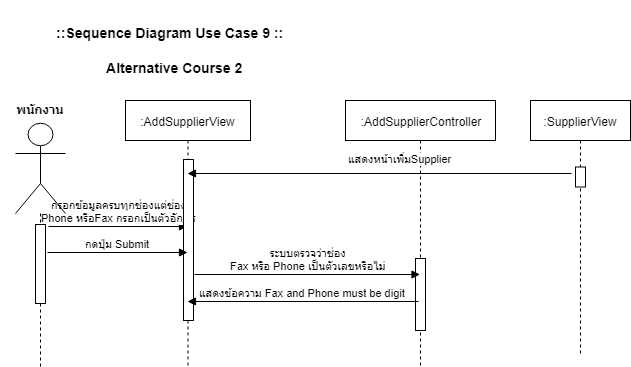 ::Sequence Diagram Use Case 9 ::
Alternative Course 2
พนักงาน
:AddSupplierView
:AddSupplierController
:SupplierView
แสดงหน้าเพิ่มSupplier
กรอกข้อมูลครบทุกช่องแต่ช่อง
Phone หรือFax กรอกเป็นตัวอักษร
กดปุ่ม Submit
ระบบตรวจว่าช่อง
Fax หรือ Phone เป็นตัวเลขหรือไม่
แสดงข้อความ Fax and Phone must be digit